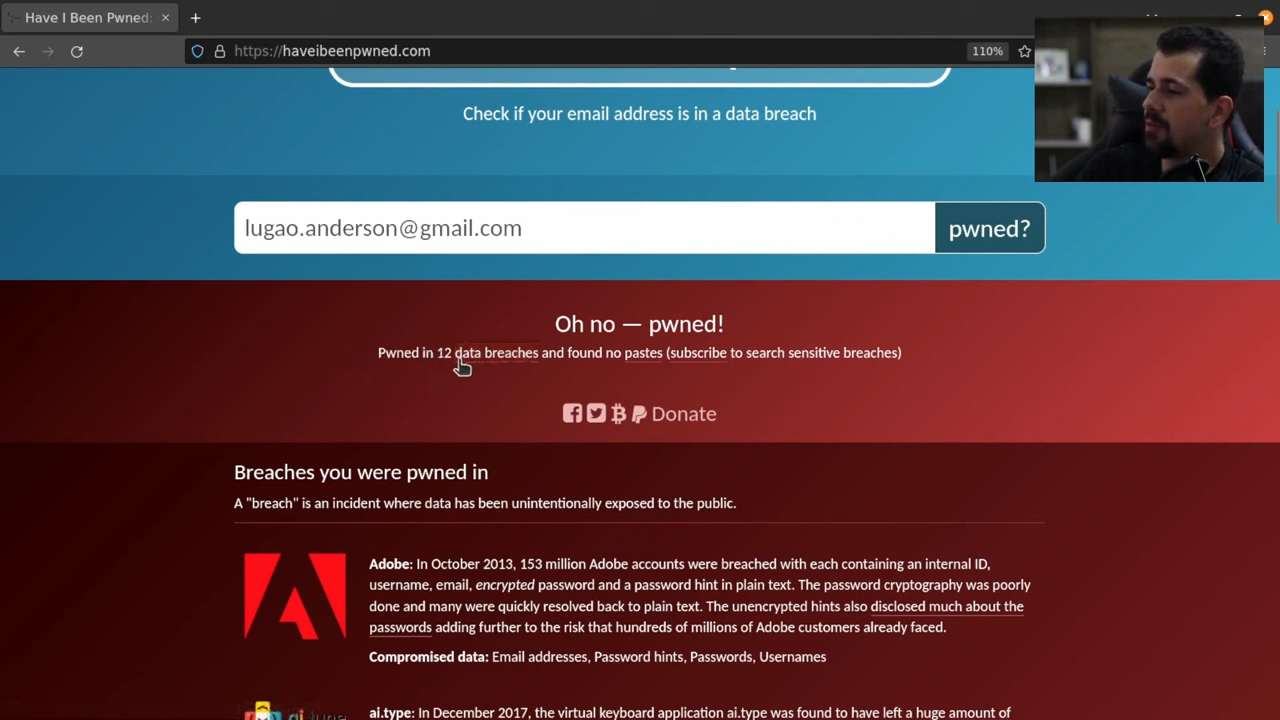 Have I Been Pwned:
https://haveibeenpwned.com
110%
Check if your email address is in a data breach
lugao.anderson@gmail.com
pwned?
Oh no — pwned!
Pwned in 12 data breaches and found no pastes (subscribe to search sensitive breaches)
Donate
Breaches you were pwned in
A "breach" is an incident where data has been unintentionally exposed to the public.
Adobe: In October 2013, 153 million Adobe accounts were breached with each containing an internal ID,
username, email, encrypted password and a password hint in plain text. The password cryptography was poorly
done and many were quickly resolved back to plain text. The unencrypted hints also disclosed much about the
passwords adding further to the risk that hundreds of millions of Adobe customers already faced.
Compromised data: Email addresses, Password hints, Passwords, Usernames
ai.type
ai.type: In December 2017, the virtual keyboard application ai.type was found to have left a huge amount of